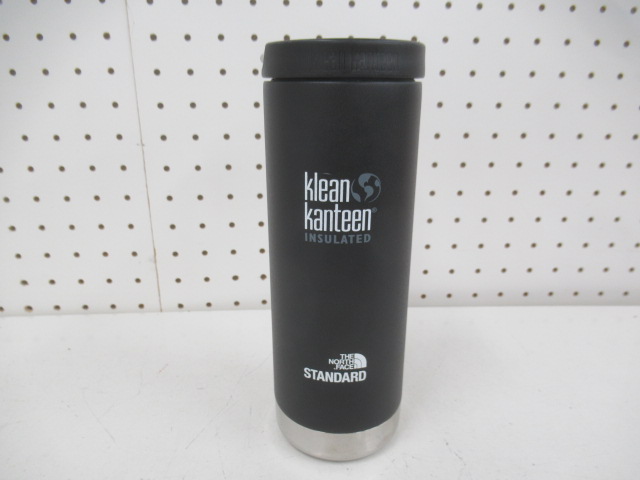 klean
kanteen®
INSULATED
THE
NORTH
FACE
STANDARD